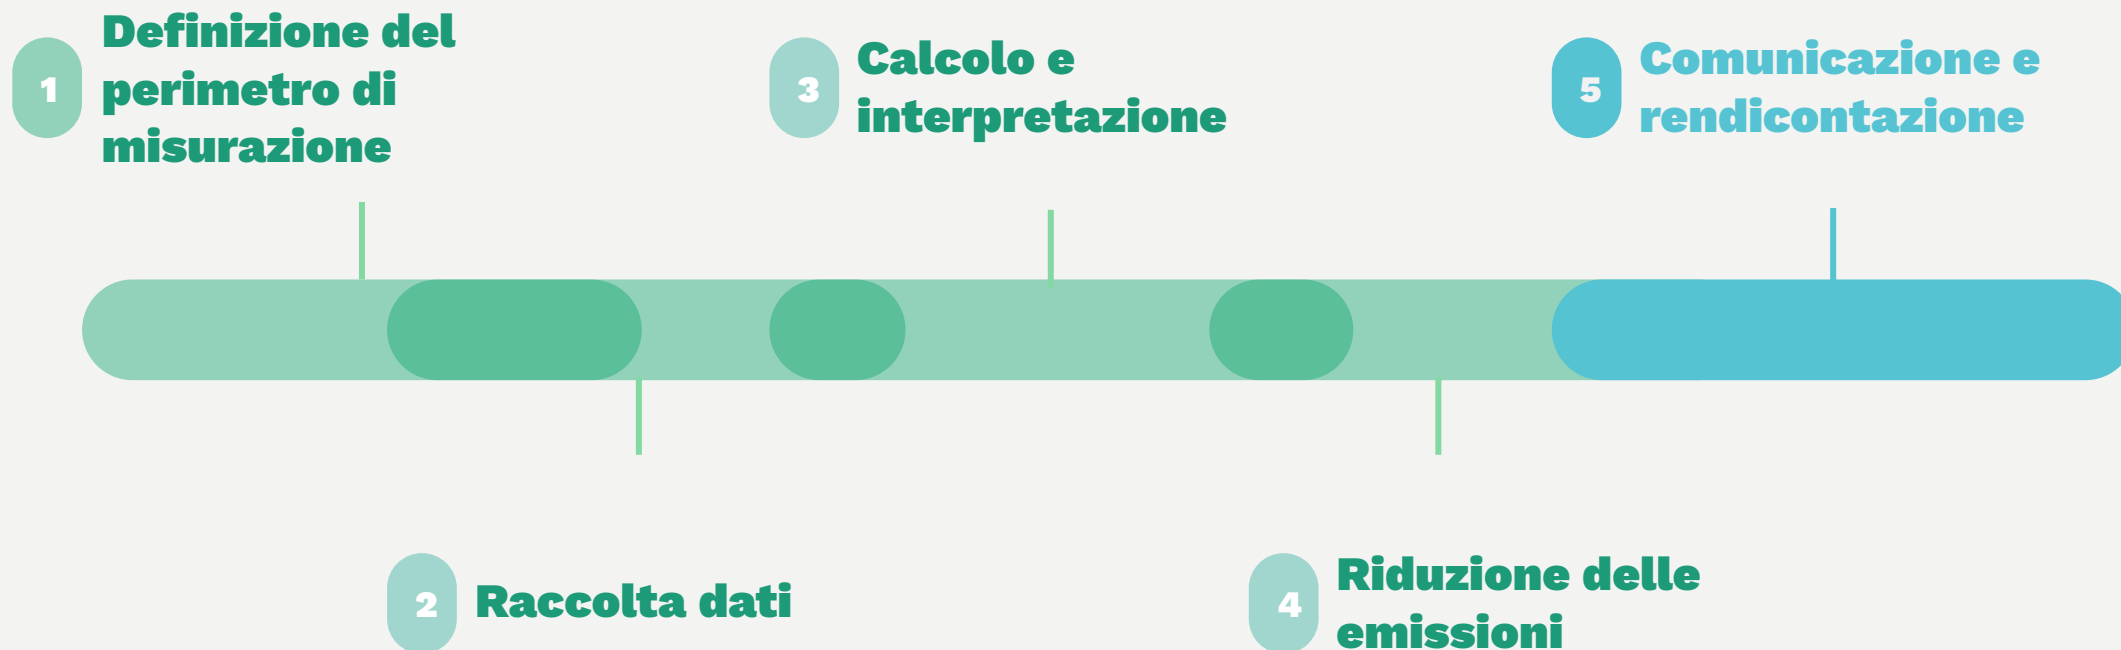 1
Definizione del
perimetro di
misurazione
3
Calcolo e
interpretazione
5
Comunicazione e
rendicontazione
2
Raccolta dati
4
Riduzione delle
emissioni